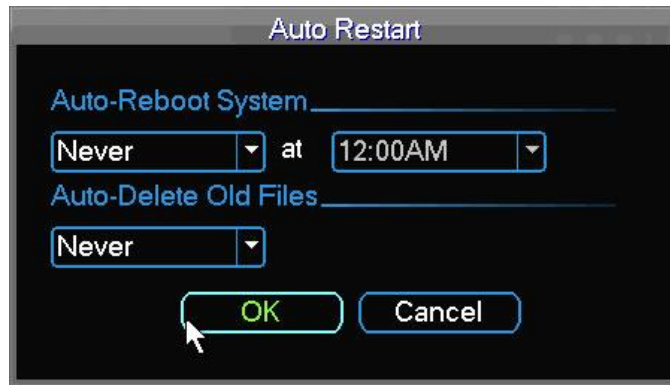 Auto Restart
Auto-Reboot System
Never at 12:00AM
Auto-Delete Old Files
Never
OK Cancel